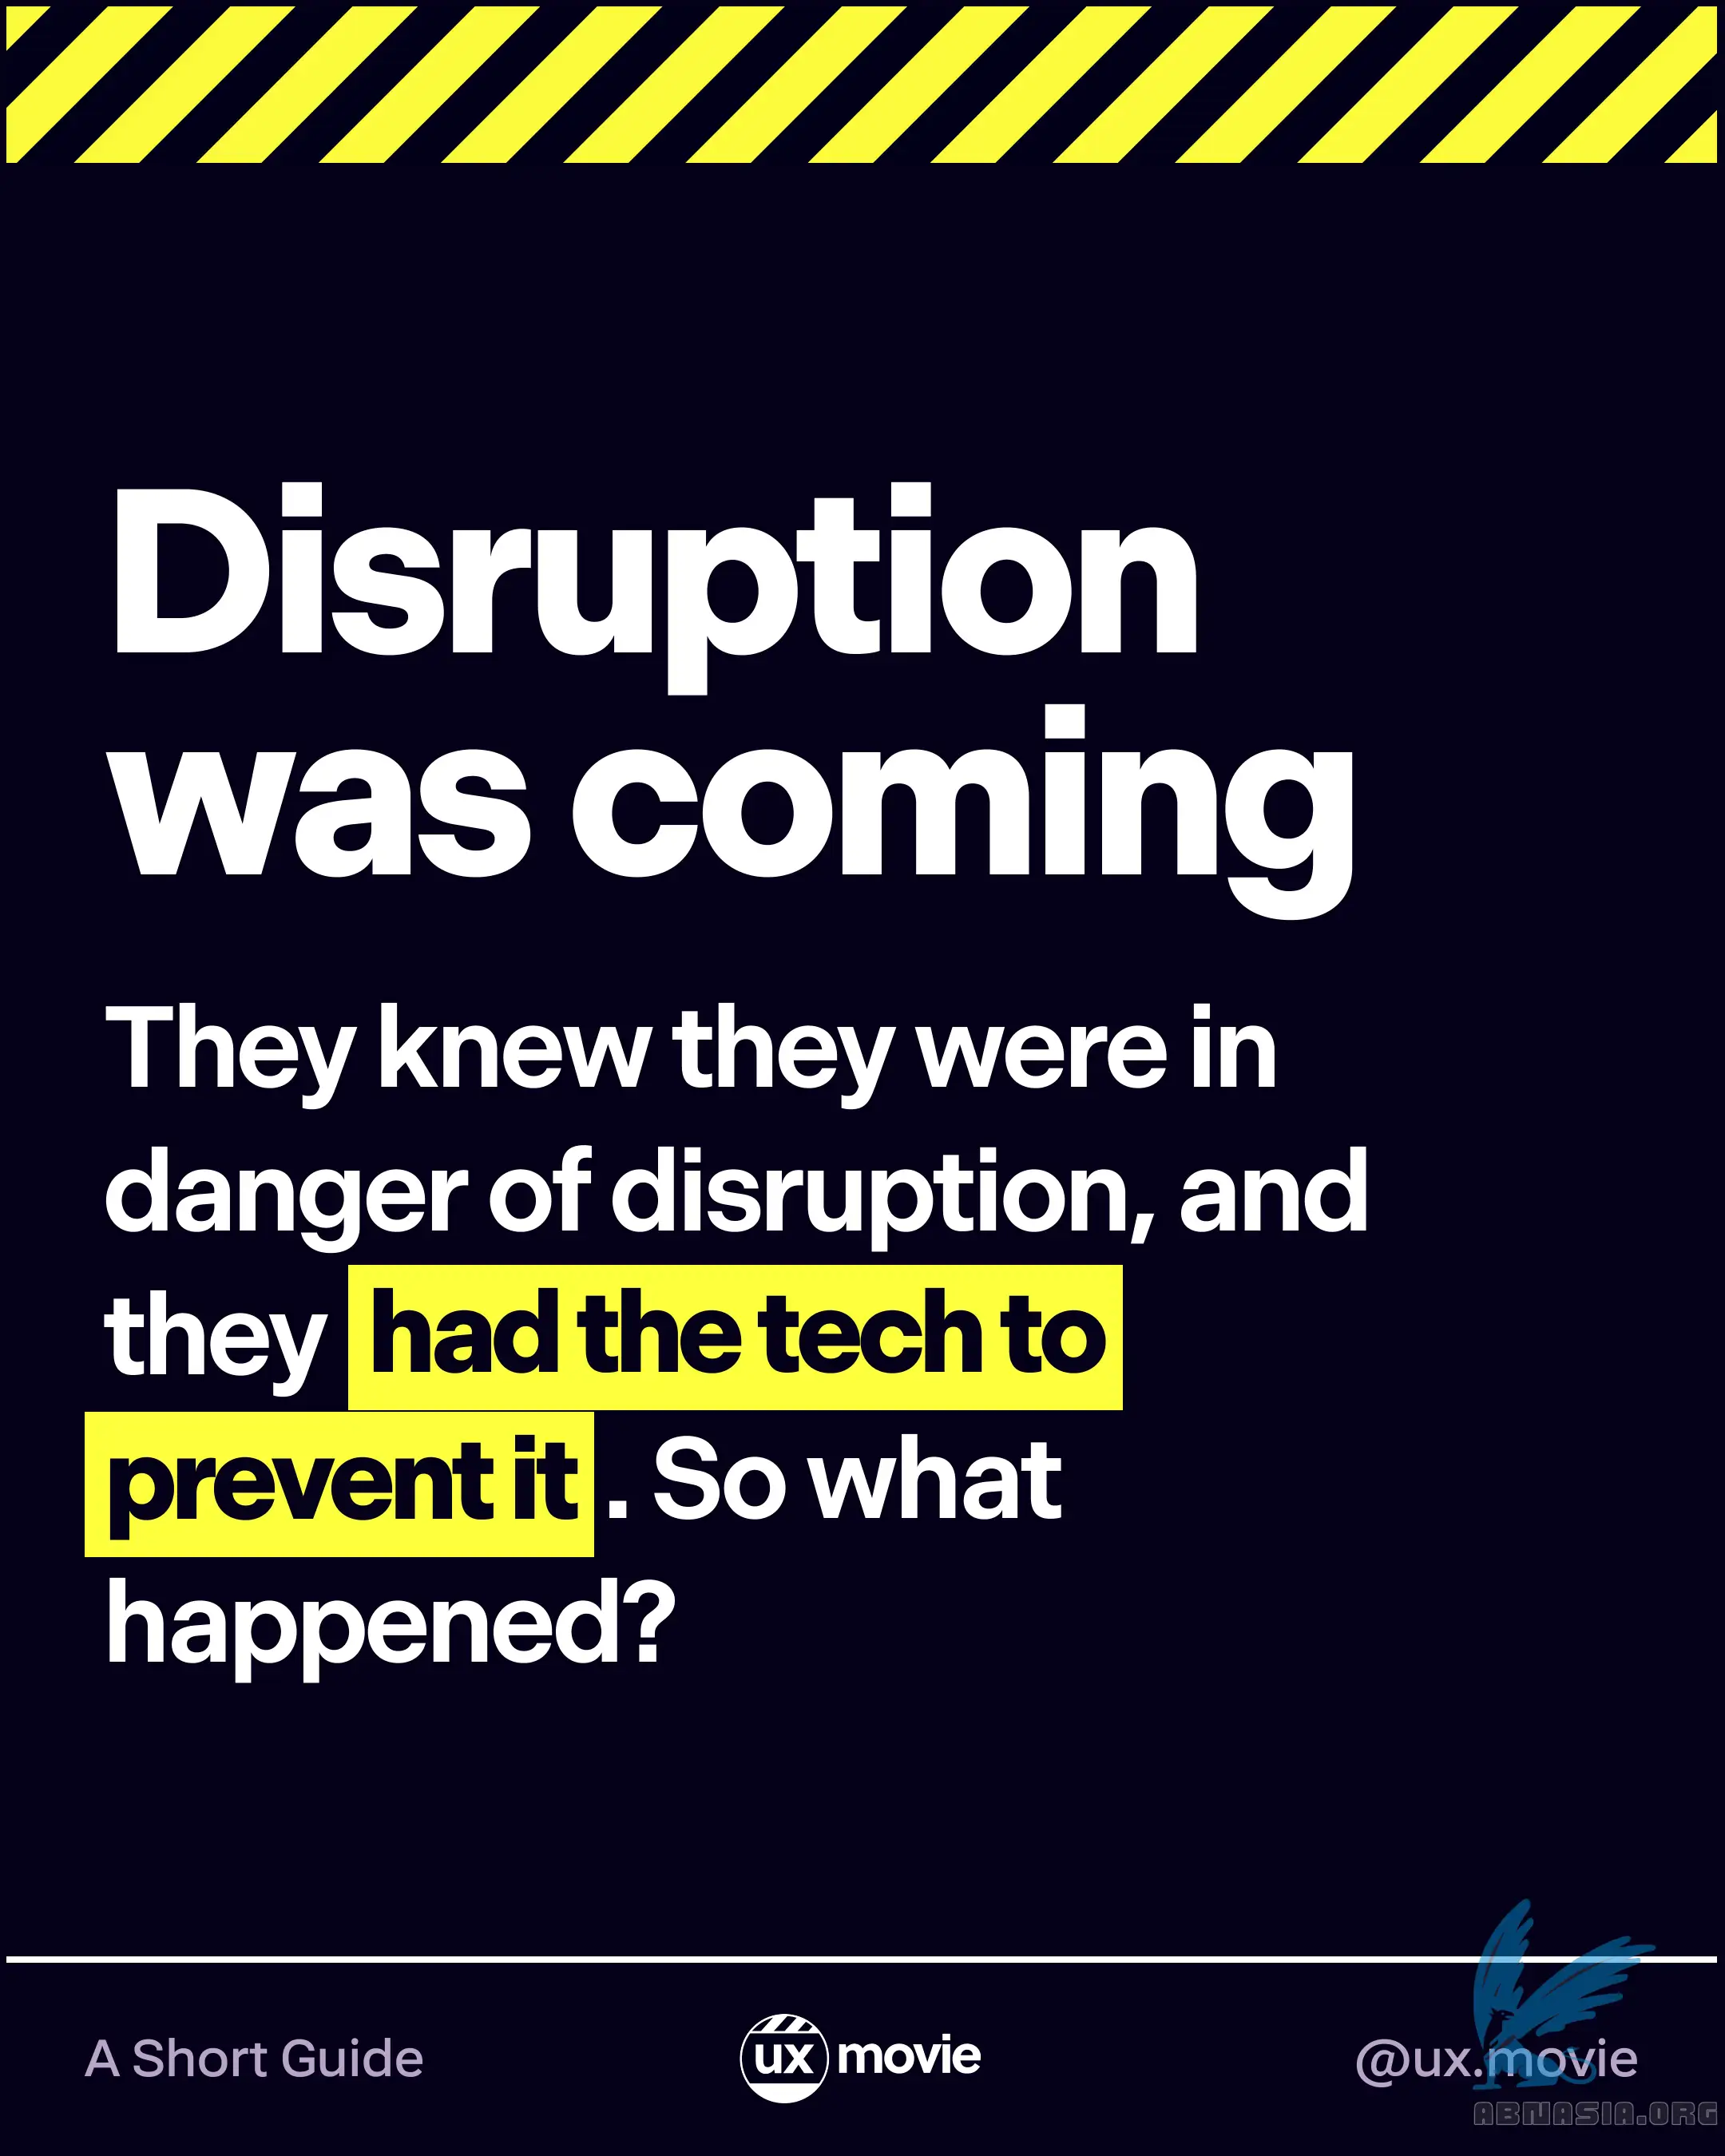 Disruption
was coming
They knew they were in
danger of disruption, and
they had the tech to
prevent it . So what
happened?
A Short Guide
ux movie
@ux.movie
ABNASIA.ORG